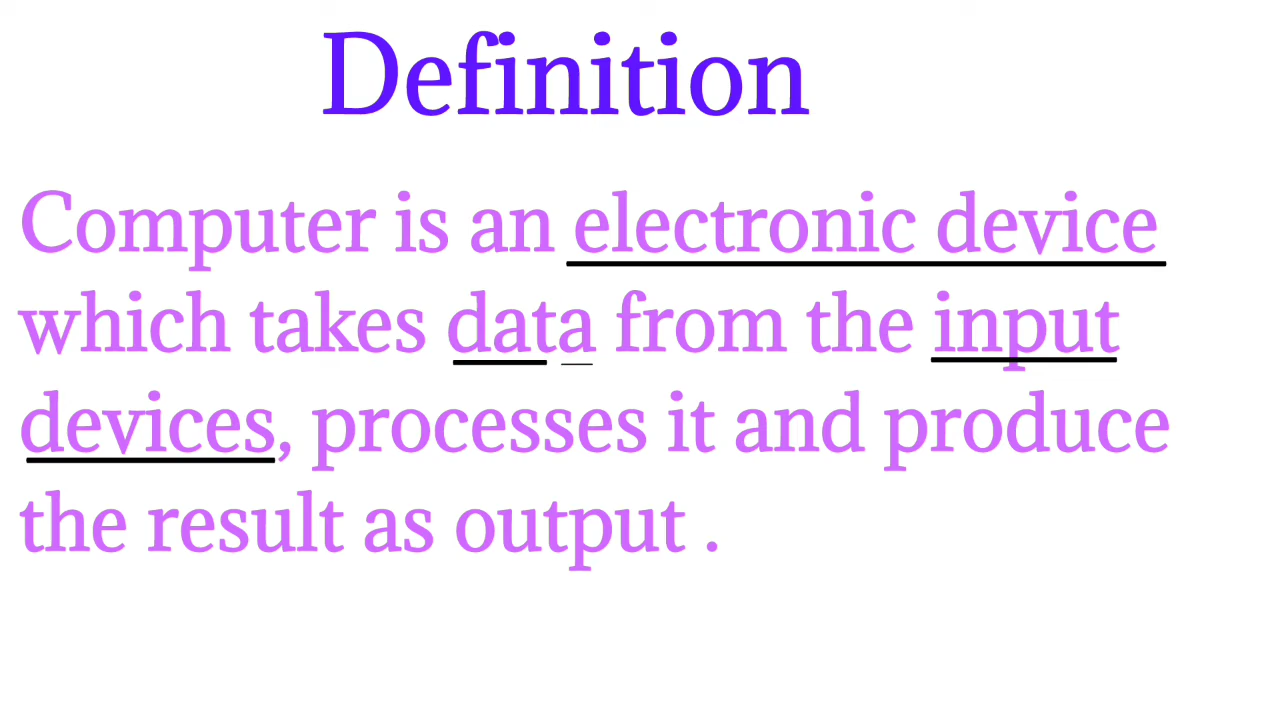 Definition
Computer is an electronic device
which takes data from the input
devices, processes it and produce
the result as output .